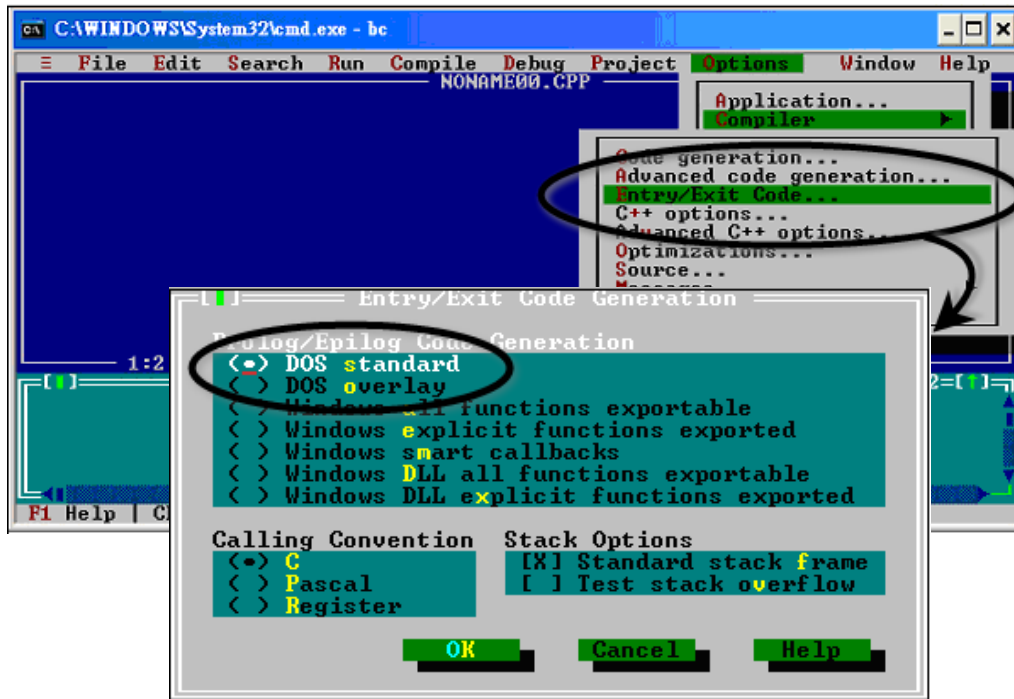 C:\WINDOWS\System32\cmd.exe - bc
≡ File Edit Search Run Compile Debug Project Options Window Help
NONAME00.CPP
Application...
Compiler
Code generation...
Advanced code generation...
Entry/Exit Code...
C++ options...
Advanced C++ options...
Optimizations...
Source...
1:2
[ ]
2=[↑]
F1 Help
Entry/Exit Code Generation
Prolog/Epilog Code Generation
(•) DOS standard
( ) DOS overlay
( ) Windows all functions exportable
( ) Windows explicit functions exported
( ) Windows smart callbacks
( ) Windows DLL all functions exportable
( ) Windows DLL explicit functions exported
Calling Convention
(•) C
( ) Pascal
( ) Register
Stack Options
[X] Standard stack frame
[ ] Test stack overflow
OK Cancel Help